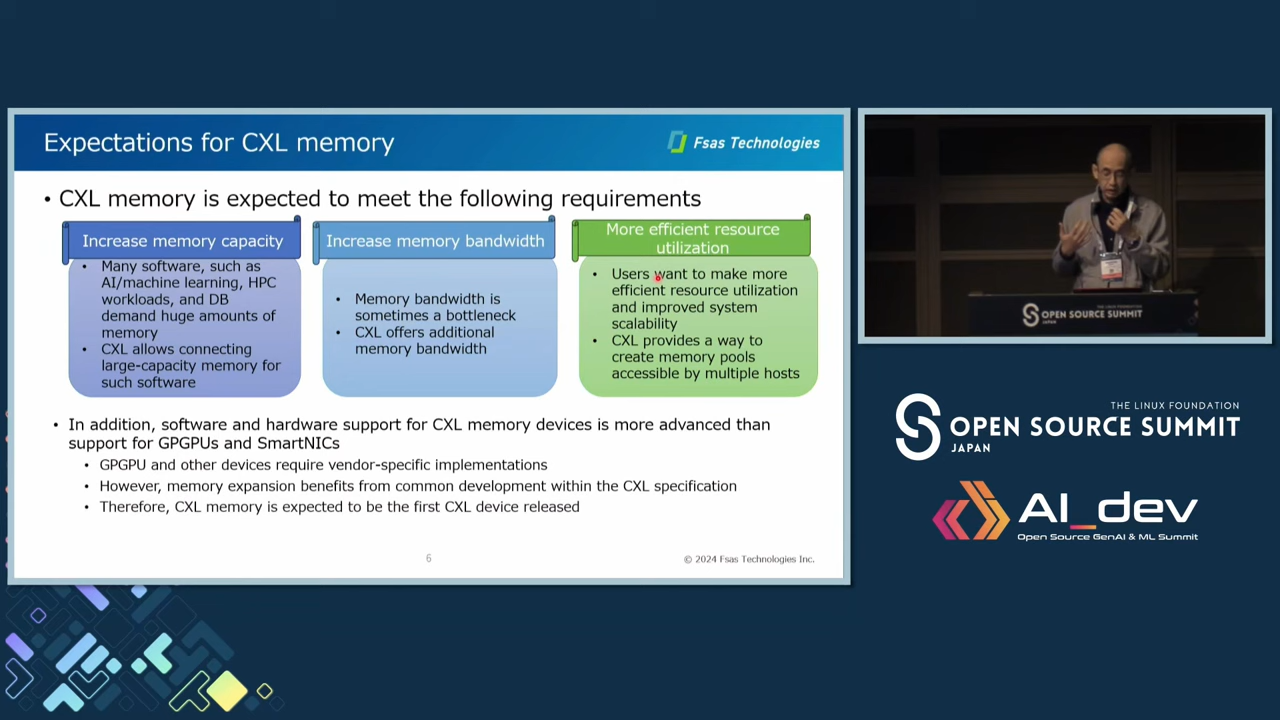 Expectations for CXL memory
Fsas Technologies
• CXL memory is expected to meet the following requirements
Increase memory capacity
• Many software, such as
AI/machine learning, HPC
workloads, and DB
demand huge amounts of
memory
• CXL allows connecting
large-capacity memory for
such software
Increase memory bandwidth
• Memory bandwidth is
sometimes a bottleneck
• CXL offers additional
memory bandwidth
More efficient resource
utilization
• Users want to make more
efficient resource utilization
and improved system
scalability
• CXL provides a way to
create memory pools
accessible by multiple hosts
• In addition, software and hardware support for CXL memory devices is more advanced than
support for GPGPUs and SmartNICs
• GPGPU and other devices require vendor-specific implementations
• However, memory expansion benefits from common development within the CXL specification
• Therefore, CXL memory is expected to be the first CXL device released
6
© 2024 Fsas Technologies Inc.
THE LINUX FOUNDATION
OPEN SOURCE SUMMIT
JAPAN
THE LINUX FOUNDATION
OPEN SOURCE SUMMIT
JAPAN
AI_dev
Open Source GenAI & ML Summit